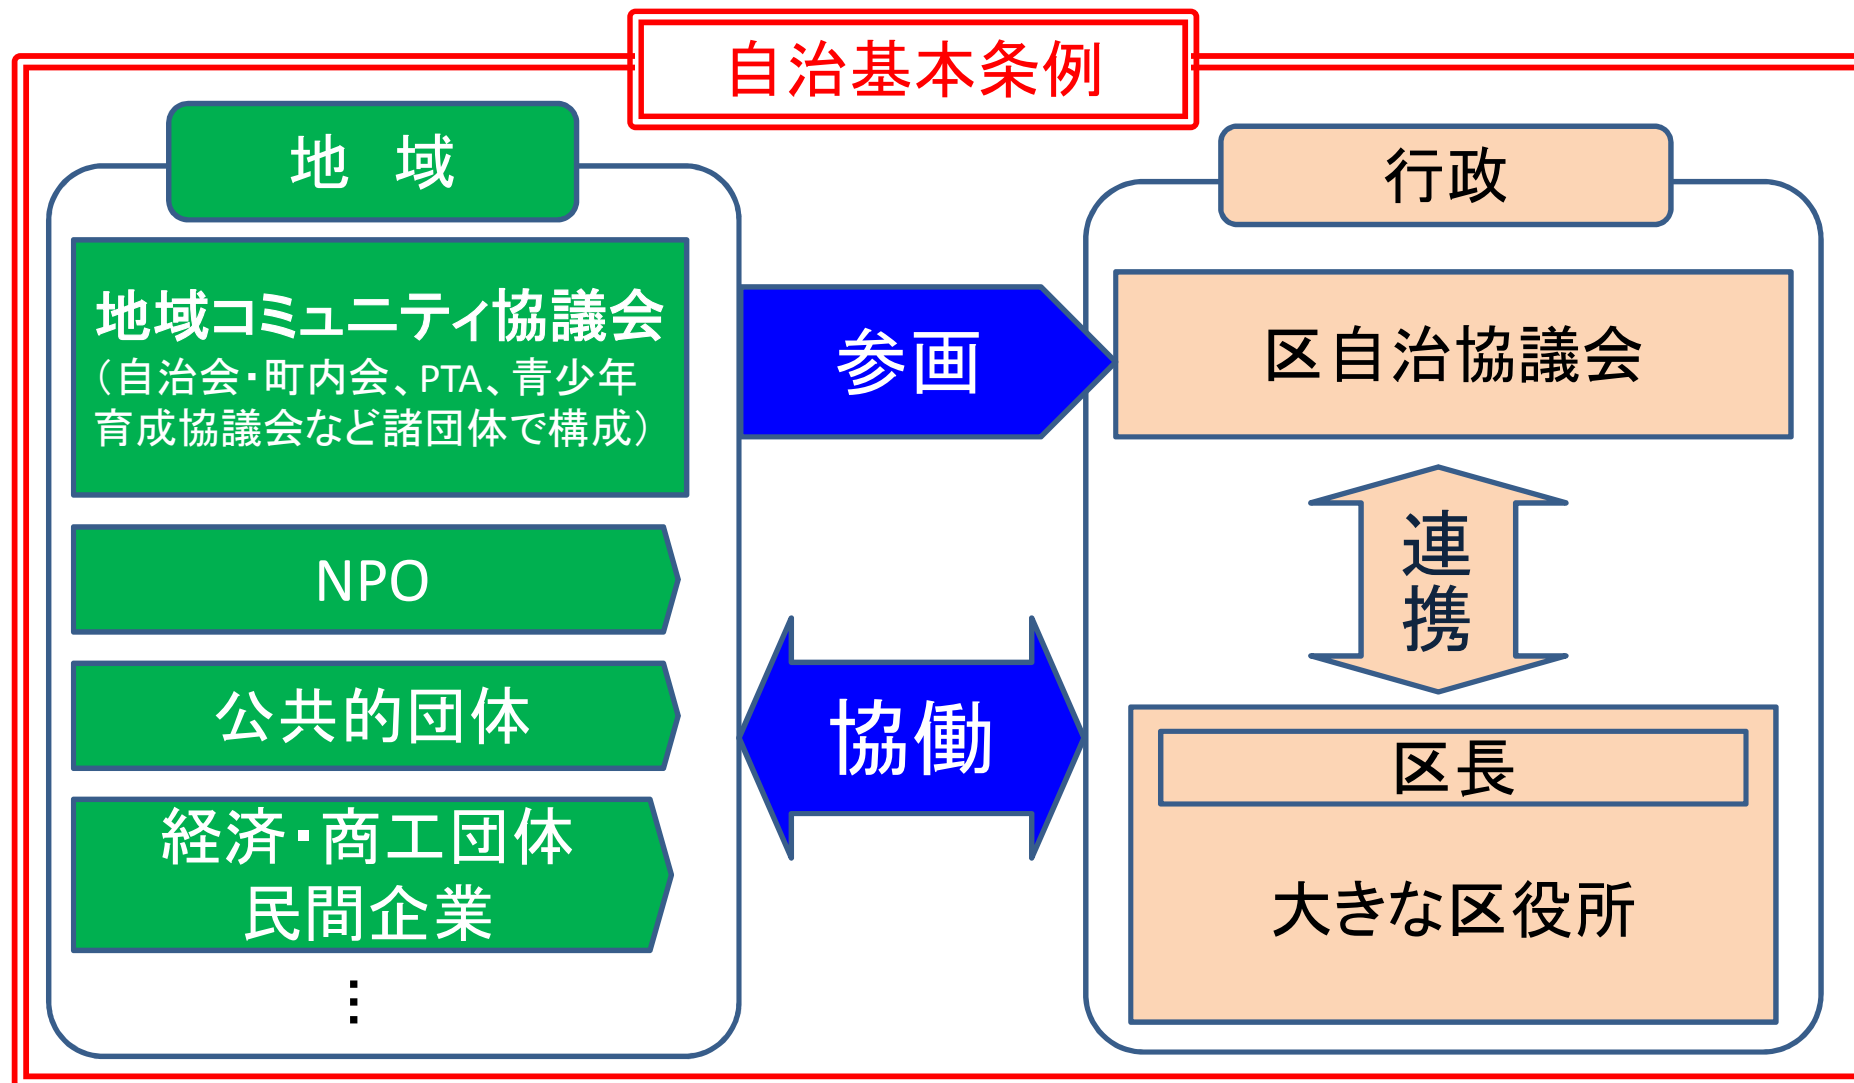 自治基本条例
地　域
地域コミュニティ協議会
（自治会・町内会、PTA、青少年
育成協議会など諸団体で構成）
NPO
公共的団体
経済・商工団体
民間企業
…
参画
協働
行政
区自治協議会
連
携
区長
大きな区役所